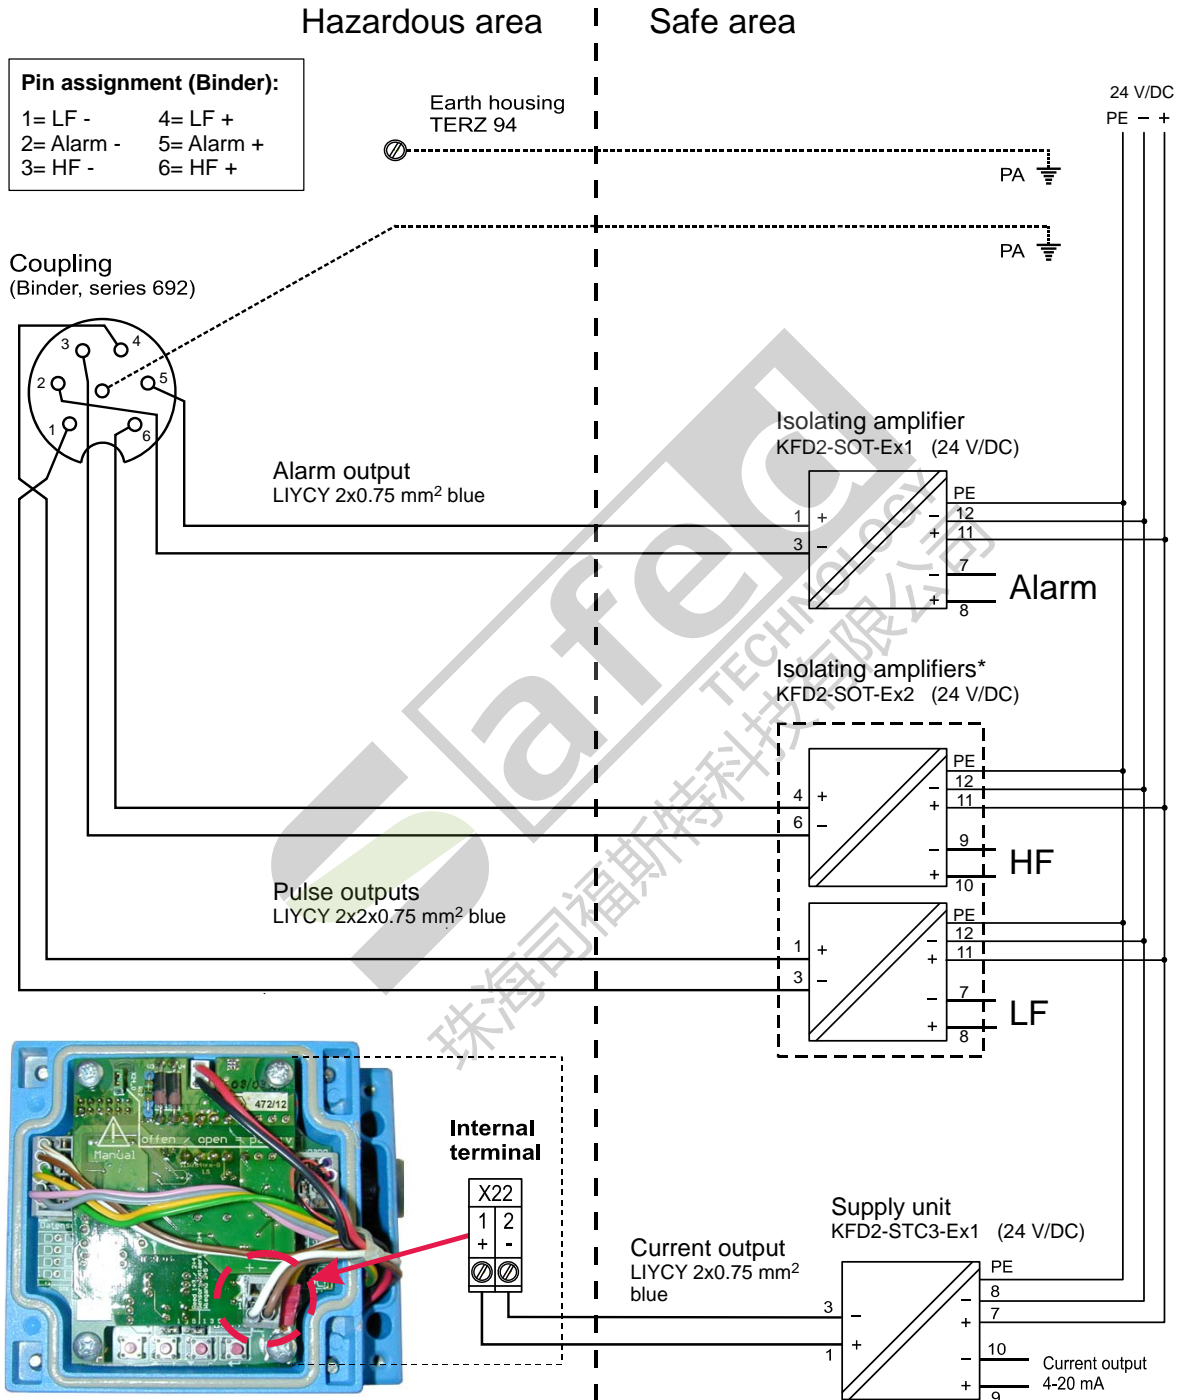 Hazardous area
Safe area
Pin assignment (Binder):
1= LF - 4= LF +
2= Alarm - 5= Alarm +
3= HF - 6= HF +
Earth housing
TERZ 94
24 V/DC
PE − +
PA
PA
Coupling
(Binder, series 692)
3
4
2
5
1
6
Alarm output
LIYCY 2x0.75 mm² blue
Isolating amplifier
KFD2-SOT-Ex1 (24 V/DC)
1 +
3 −
PE
− 12
+ 11
− 7
+ 8
Alarm
Isolating amplifiers*
KFD2-SOT-Ex2 (24 V/DC)
4 +
6 −
PE
− 12
+ 11
− 9
+ 10
HF
Pulse outputs
LIYCY 2x2x0.75 mm² blue
1 +
3 −
PE
− 12
+ 11
− 7
+ 8
LF
Safed
TECHNOLOGY
珠海司福斯特科技有限公司
472/12
offen / open =
Manual
Internal
terminal
X22
1 2
+ -
Current output
LIYCY 2x0.75 mm²
blue
Supply unit
KFD2-STC3-Ex1 (24 V/DC)
3 −
1 +
PE
− 8
+ 7
− 10
+ 9
Current output
4-20 mA